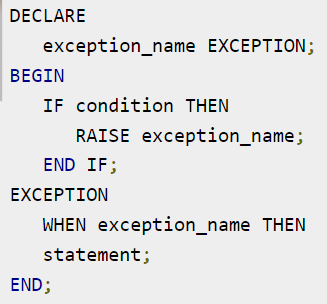 DECLARE
   exception_name EXCEPTION;
BEGIN
   IF condition THEN
      RAISE exception_name;
   END IF;
EXCEPTION
   WHEN exception_name THEN
   statement;
END;